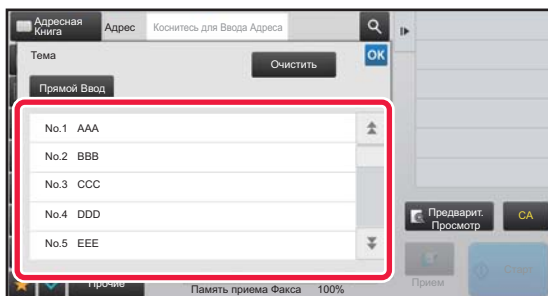 Адресная
Книга
Адрес
Коснитесь для Ввода Адреса
Тема
Очистить
OK
Прямой Ввод
No.1 AAA
No.2 BBB
No.3 CCC
No.4 DDD
No.5 EEE
Предварит.
Просмотр
CA
Прием
Старт
Прочие
Память приема Факса 100%